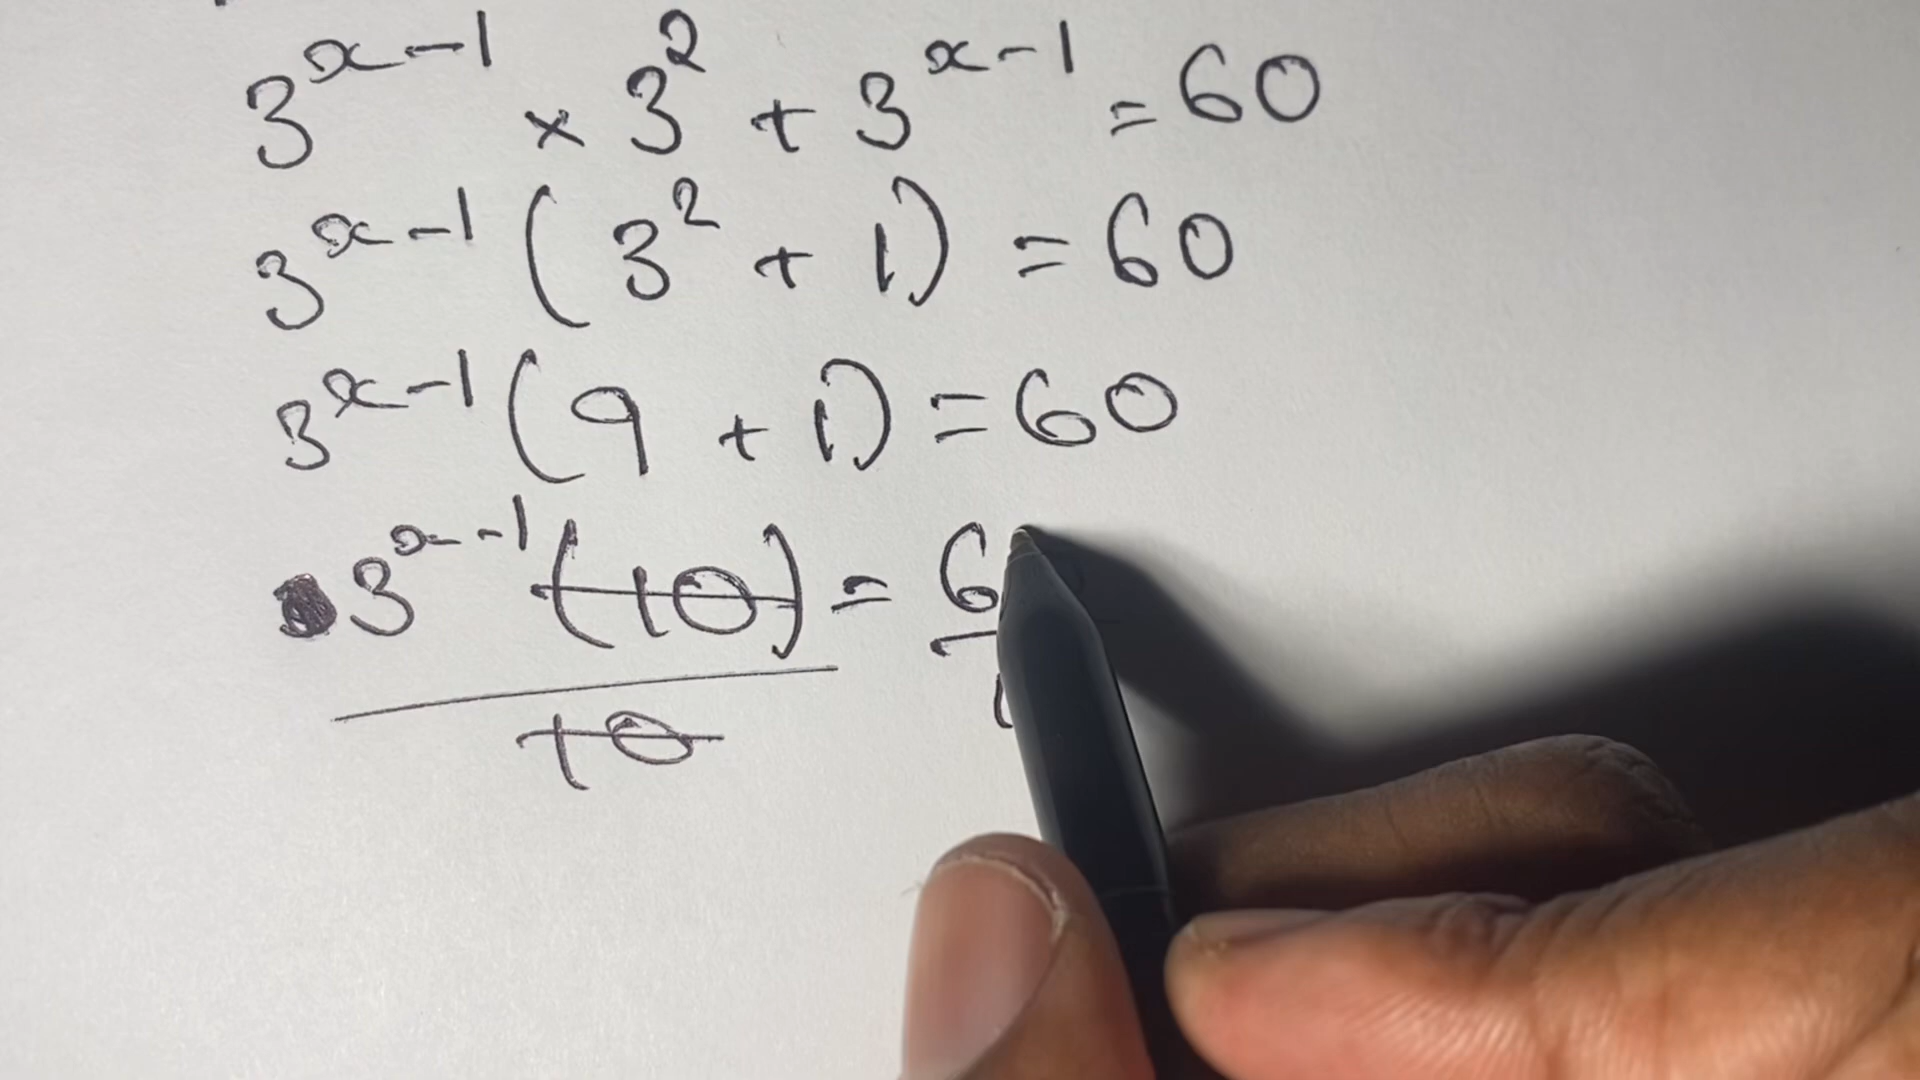 3^{x-1} × 3^2 + 3^{x-1} = 60
3^{x-1} ( 3^2 + 1) = 60
3^{x-1} ( 9 + 1) = 60
3^{x-1} (10) = 6
10